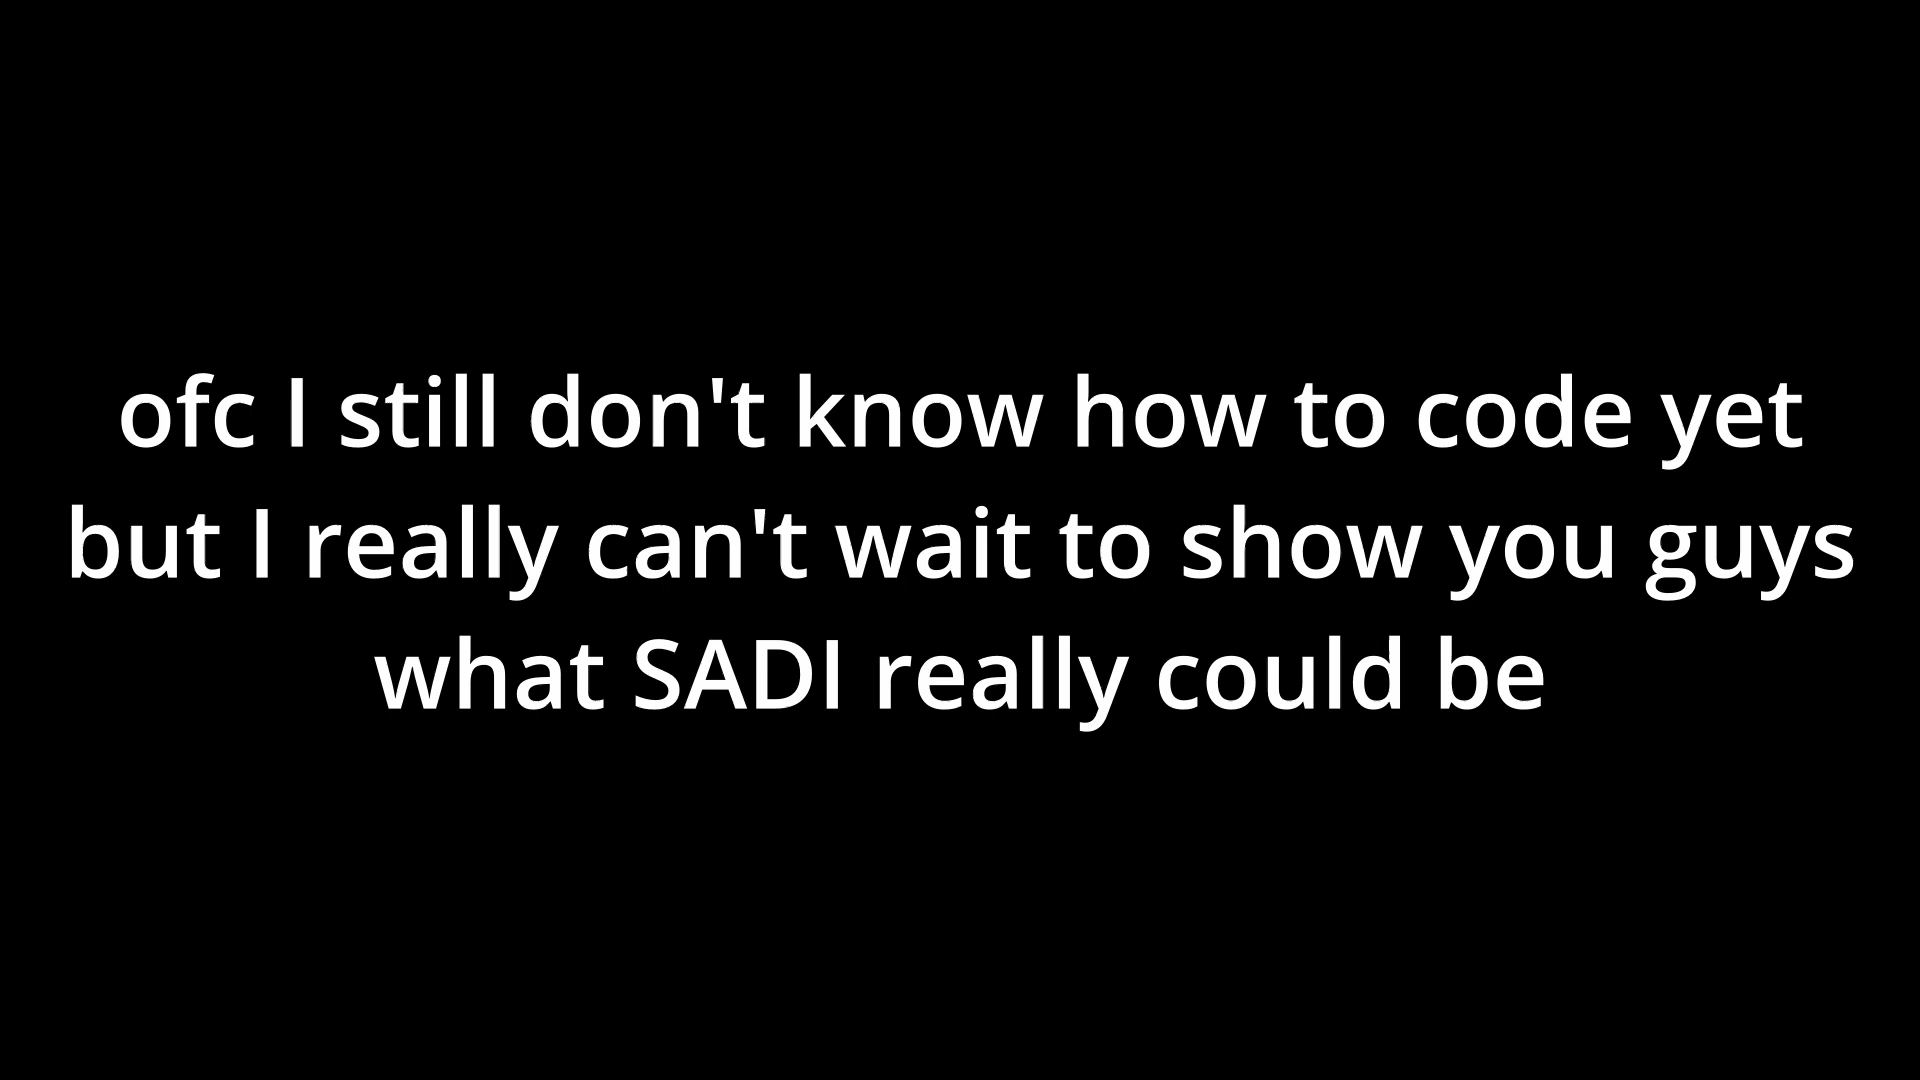 ofc I still don't know how to code yet
but I really can't wait to show you guys
what SADI really could be